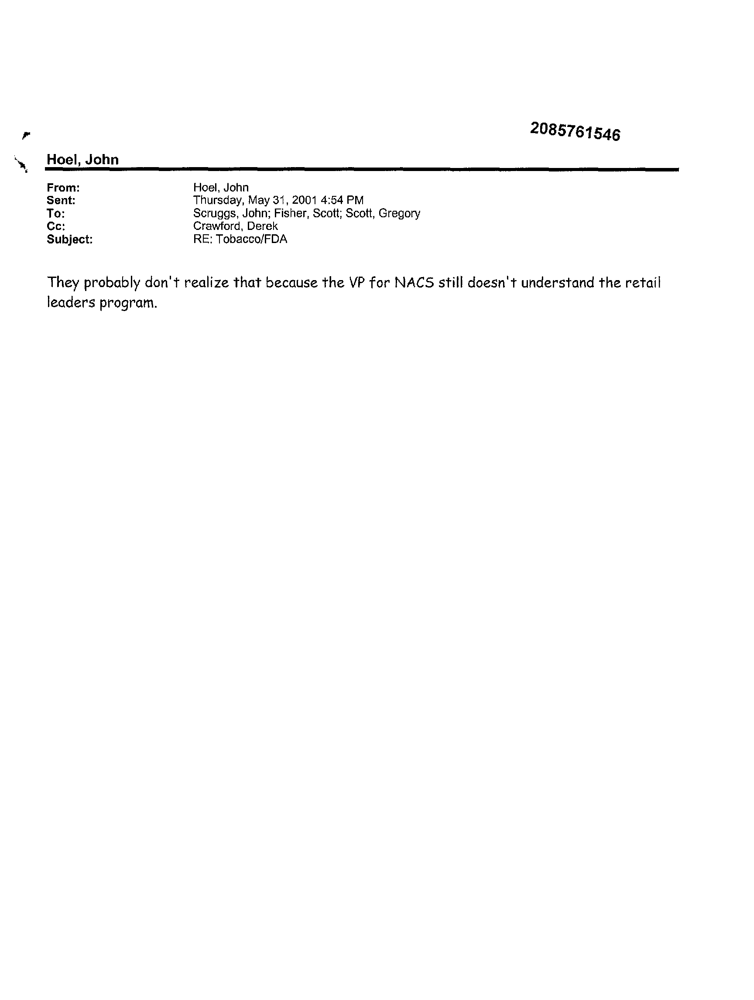 2085761546
Hoel, John
From: Hoel, John
Sent: Thursday, May 31, 2001 4:54 PM
To: Scruggs, John; Fisher, Scott; Scott, Gregory
Cc: Crawford, Derek
Subject: RE: Tobacco/FDA
They probably don't realize that because the VP for NACS still doesn't understand the retail
leaders program.